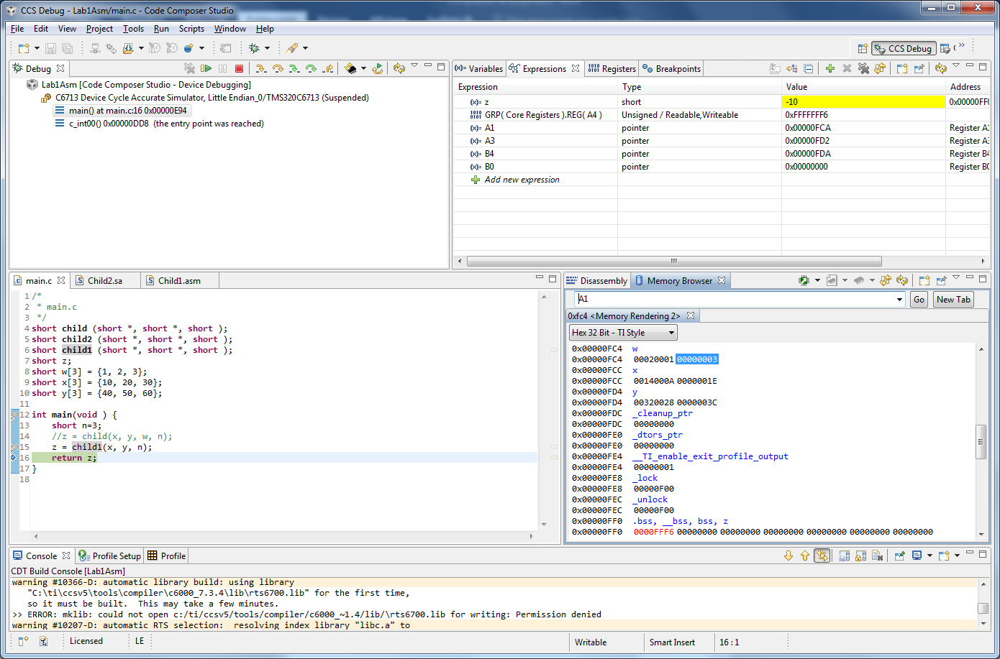 CCS Debug - Lab1Asm/main.c - Code Composer Studio
File Edit View Project Tools Run Scripts Window Help
CCS Debug
Debug
Lab1Asm [Code Composer Studio - Device Debugging]
C6713 Device Cycle Accurate Simulator, Little Endian_0/TMS320C6713 (Suspended)
main() at main.c:16 0x00000E94
c_int00() 0x00000DD8 (the entry point was reached)
(x)= Variables Expressions Registers Breakpoints
Expression Type Value Address
(x)= z short -10 0x00000FF0
GRP( Core Registers ).REG( A4 ) Unsigned / Readable,Writeable 0xFFFFFFF6
(x)= A1 pointer 0x00000FCA Register A1
(x)= A3 pointer 0x00000FD2 Register A3
(x)= B4 pointer 0x00000FDA Register B4
(x)= B0 pointer 0x00000000 Register B0
Add new expression
main.c Child2.sa Child1.asm
1 /*
2 * main.c
3 */
4 short child (short *, short *, short );
5 short child2 (short *, short *, short );
6 short child1 (short *, short *, short );
7 short z;
8 short w[3] = {1, 2, 3};
9 short x[3] = {10, 20, 30};
10 short y[3] = {40, 50, 60};
11
12 int main(void ) {
13 short n=3;
14 //z = child(x, y, w, n);
15 z = child1(x, y, n);
16 return z;
17 }
18
Disassembly Memory Browser
A1 Go New Tab
0xfc4 <Memory Rendering 2>
Hex 32 Bit - TI Style
0x00000FC4 w
0x00000FC4 00020001 00000003
0x00000FCC x
0x00000FCC 0014000A 0000001E
0x00000FD4 y
0x00000FD4 00320028 0000003C
0x00000FDC _cleanup_ptr
0x00000FDC 00000000
0x00000FE0 _dtors_ptr
0x00000FE0 00000000
0x00000FE4 __TI_enable_exit_profile_output
0x00000FE4 00000001
0x00000FE8 _lock
0x00000FE8 00000F00
0x00000FEC _unlock
0x00000FEC 00000F00
0x00000FF0 .bss, __bss, bss, z
0x00000FF0 0000FFF6 00000000 00000000 00000000 00000000 00000000 00000000
Console Profile Setup Profile
CDT Build Console [Lab1Asm]
warning #10366-D: automatic library build: using library
"C:\ti\ccsv5\tools\compiler\c6000_7.3.4\lib\rts6700.lib" for the first time,
so it must be built. This may take a few minutes.
>> ERROR: mklib: could not open c:/ti/ccsv5/tools/compiler/c6000_~1.4/lib/\rts6700.lib for writing: Permission denied
warning #10207-D: automatic RTS selection: resolving index library "libc.a" to
Licensed LE Writable Smart Insert 16 : 1